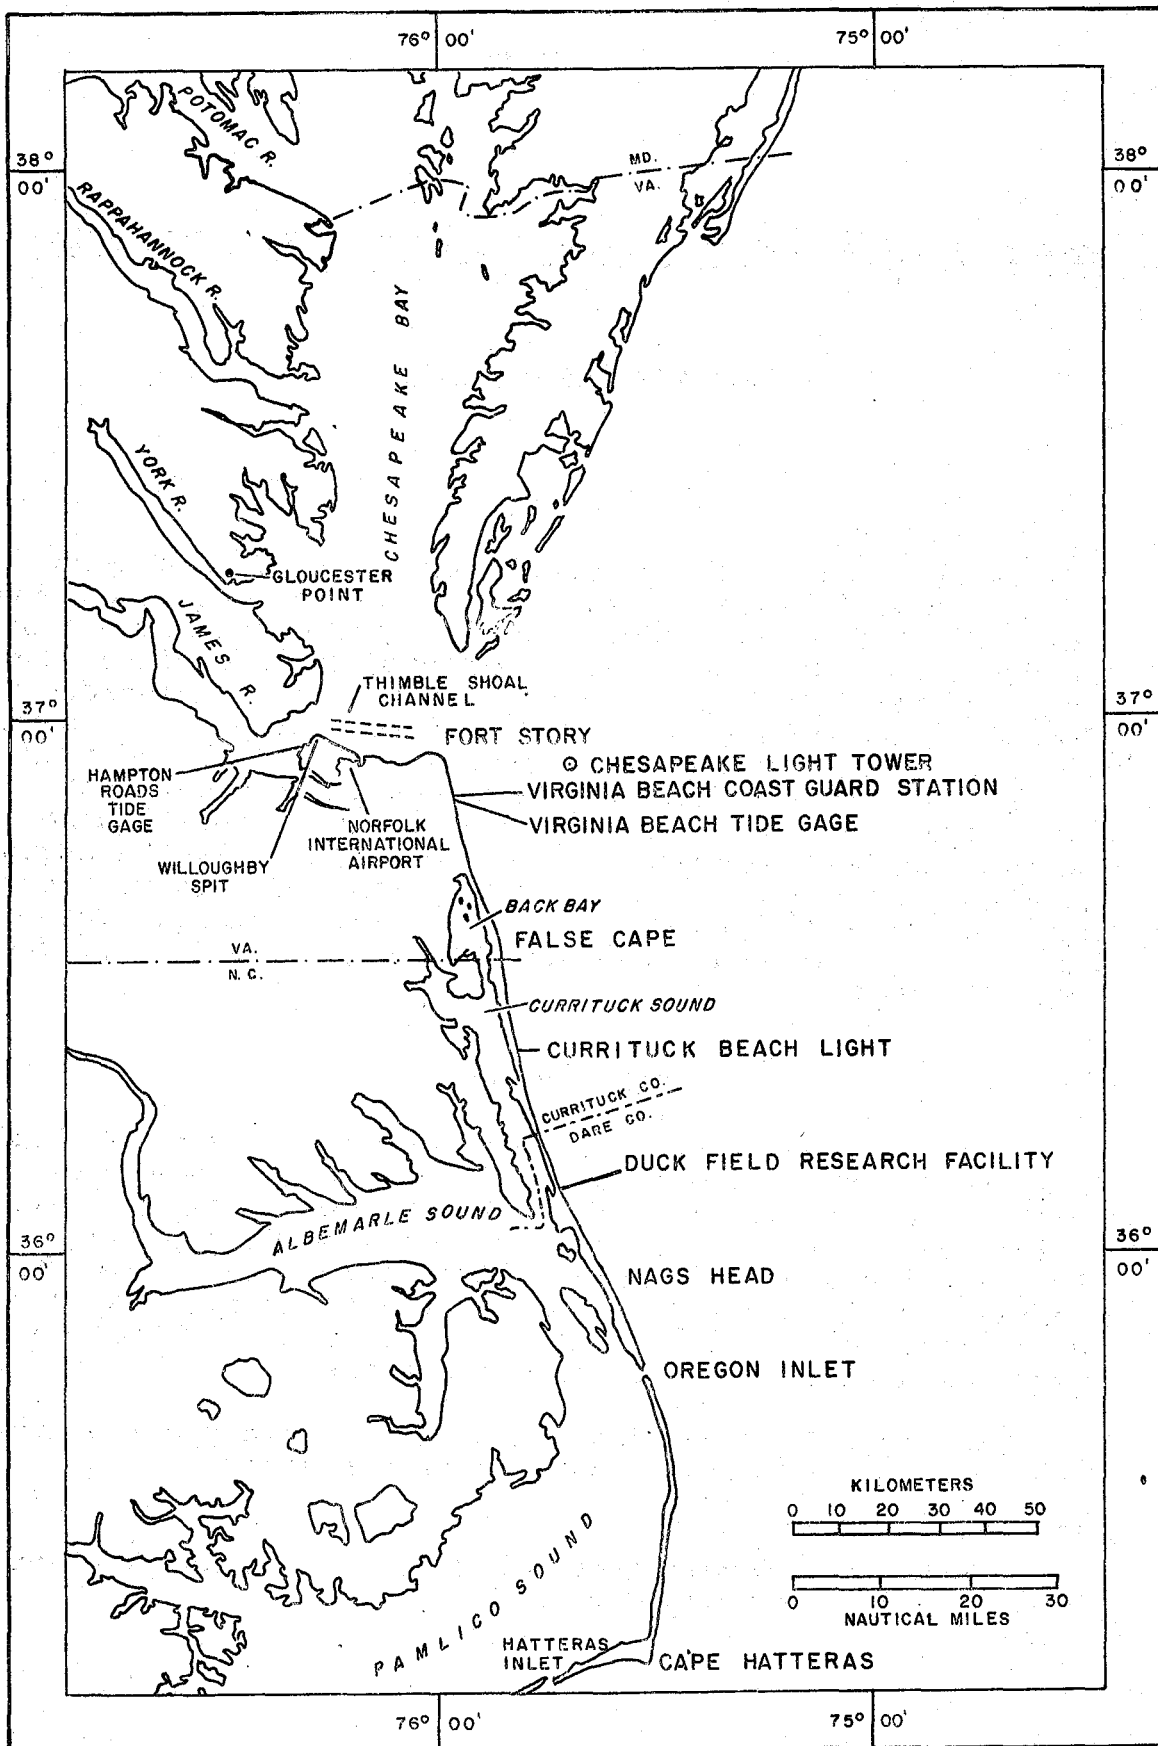 76° 00'
75° 00'
POTOMAC R.
38°
00'
MD.
VA.
38°
00'
RAPPAHANNOCK R.
CHESAPEAKE BAY
YORK R.
GLOUCESTER
POINT
JAMES R.
THIMBLE SHOAL
CHANNEL
37°
00'
37°
00'
FORT STORY
CHESAPEAKE LIGHT TOWER
VIRGINIA BEACH COAST GUARD STATION
VIRGINIA BEACH TIDE GAGE
HAMPTON
ROADS
TIDE
GAGE
NORFOLK
INTERNATIONAL
AIRPORT
WILLOUGHBY
SPIT
BACK BAY
FALSE CAPE
VA.
N.C.
CURRITUCK SOUND
CURRITUCK BEACH LIGHT
CURRITUCK CO.
DARE CO.
DUCK FIELD RESEARCH FACILITY
ALBEMARLE SOUND
36°
00'
36°
00'
NAGS HEAD
OREGON INLET
KILOMETERS
0 10 20 30 40 50
0 10 20 30
NAUTICAL MILES
PAMLICO SOUND
HATTERAS
INLET
CAPE HATTERAS
76° 00'
75° 00'